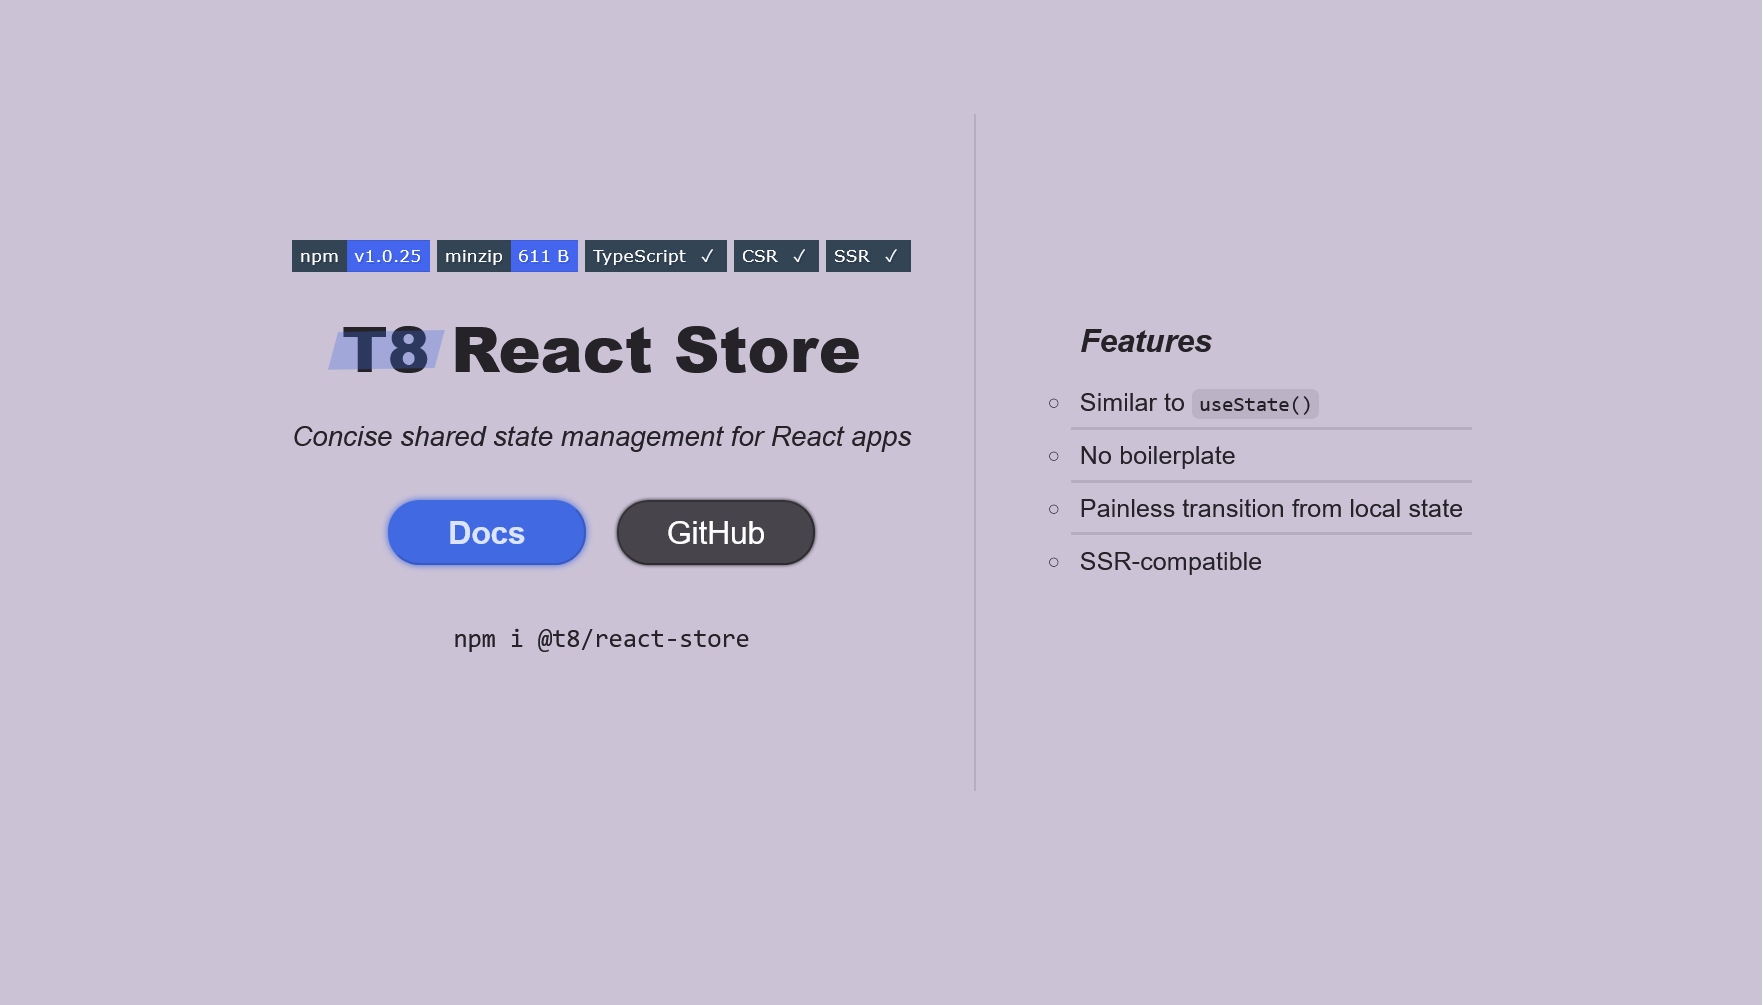 npm v1.0.25 minzip 611 B TypeScript ✓ CSR ✓ SSR ✓
T8 React Store
Concise shared state management for React apps
Docs GitHub
npm i @t8/react-store
Features
Similar to useState()
No boilerplate
Painless transition from local state
SSR-compatible